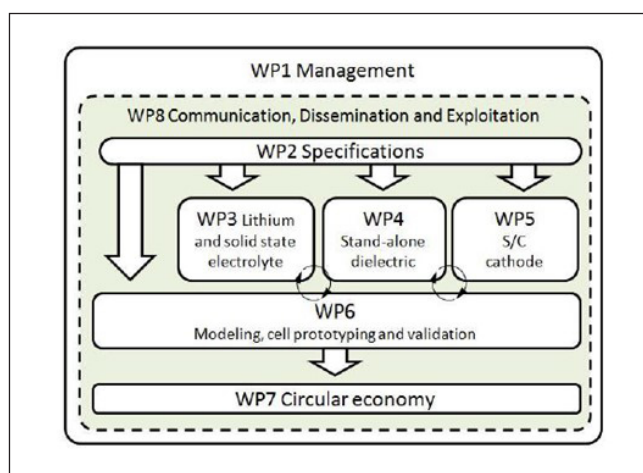 WP1 Management
WP8 Communication, Dissemination and Exploitation
WP2 Specifications
WP3 Lithium
and solid state
electrolyte
WP4
Stand-alone
dielectric
WP5
S/C
cathode
WP6
Modeling, cell prototyping and validation
WP7 Circular economy